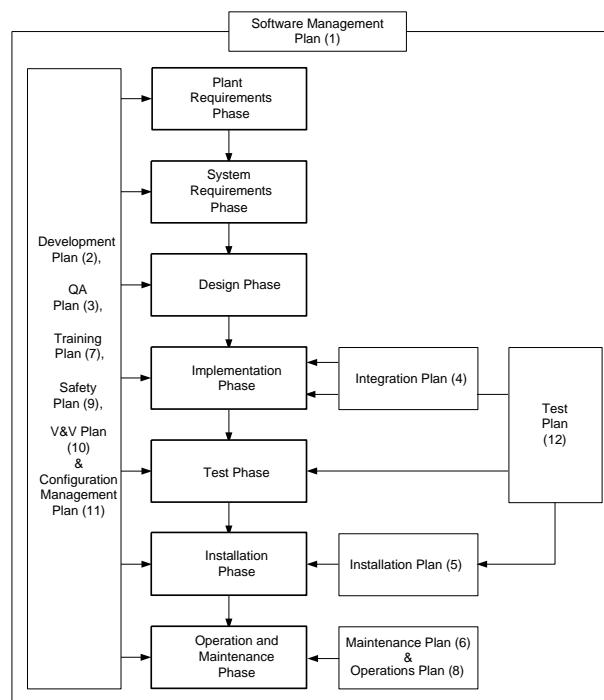 Software Management
Plan (1)
Plant
Requirements
Phase
System
Requirements
Phase
Development
Plan (2),
QA
Plan (3),
Training
Plan (7),
Safety
Plan (9),
V&V Plan
(10)
&
Configuration
Management
Plan (11)
Design Phase
Implementation
Phase
Integration Plan (4)
Test
Plan
(12)
Test Phase
Installation
Phase
Installation Plan (5)
Operation and
Maintenance
Phase
Maintenance Plan (6)
&
Operations Plan (8)